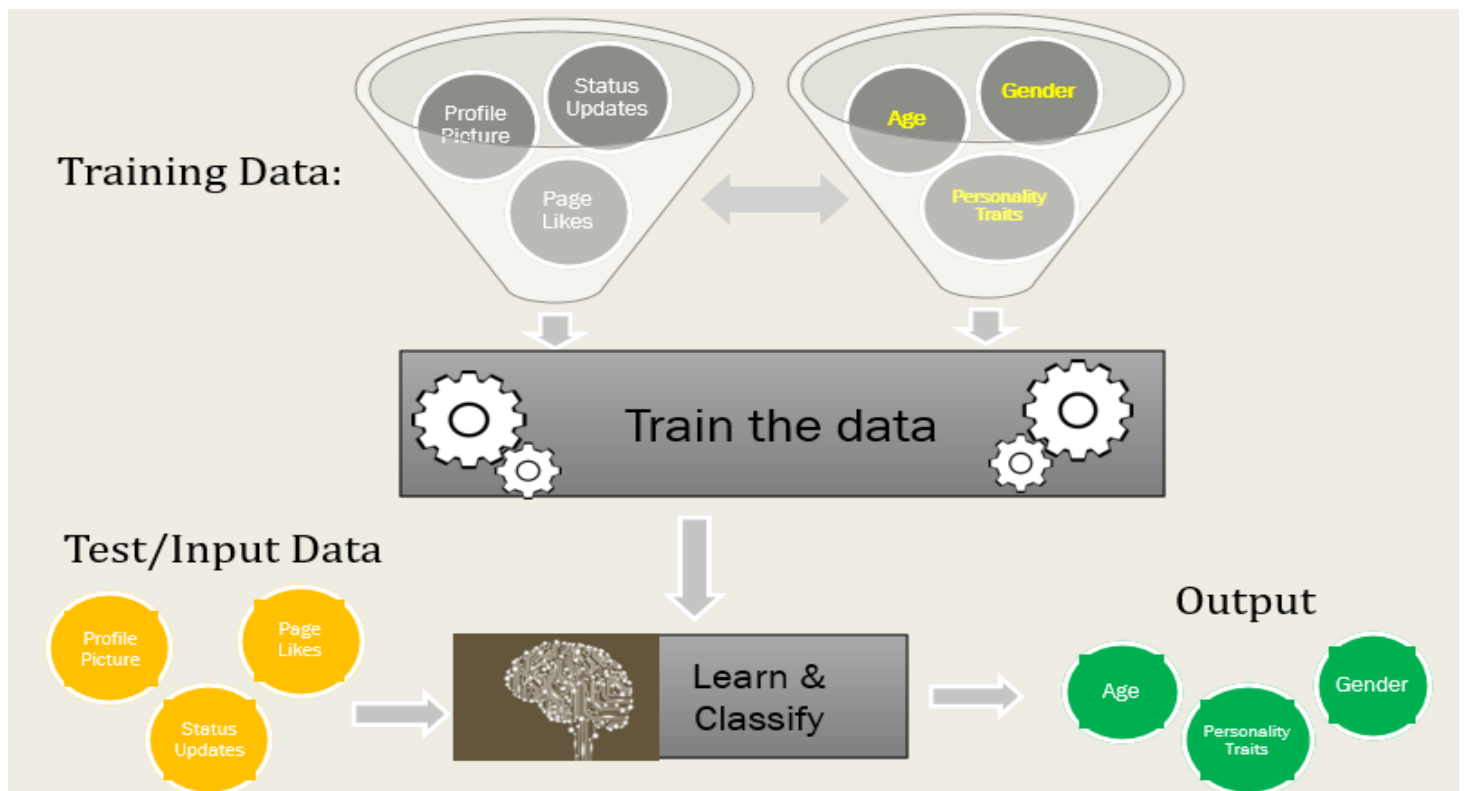 Profile
Picture
Status
Updates
Page
Likes
Age
Gender
Personality
Traits
Training Data:
Train the data
Test/Input Data
Profile
Picture
Page
Likes
Status
Updates
Learn &
Classify
Output
Age
Personality
Traits
Gender